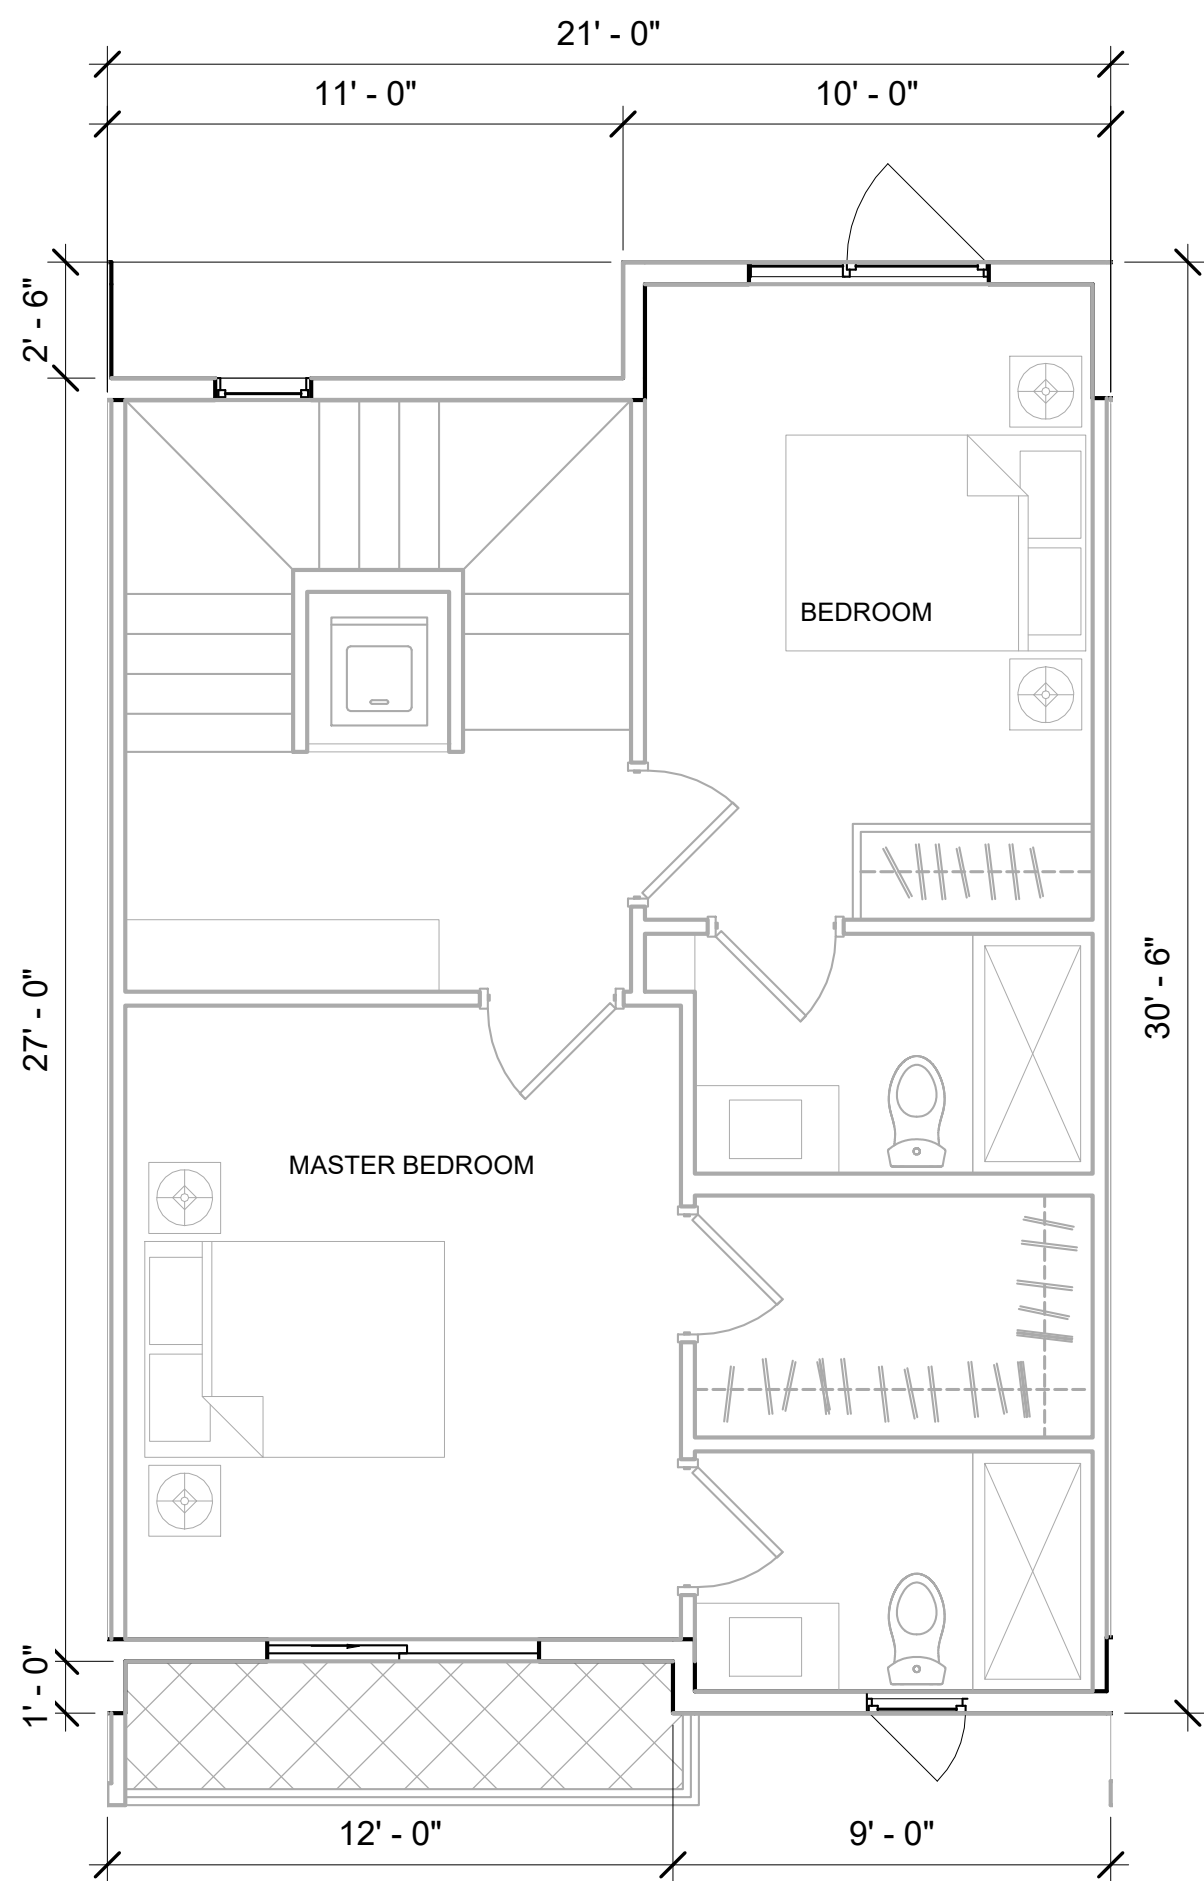 21' - 0"
11' - 0"
10' - 0"
2' - 6"
BEDROOM
27' - 0"
30' - 6"
MASTER BEDROOM
1' - 0"
12' - 0"
9' - 0"